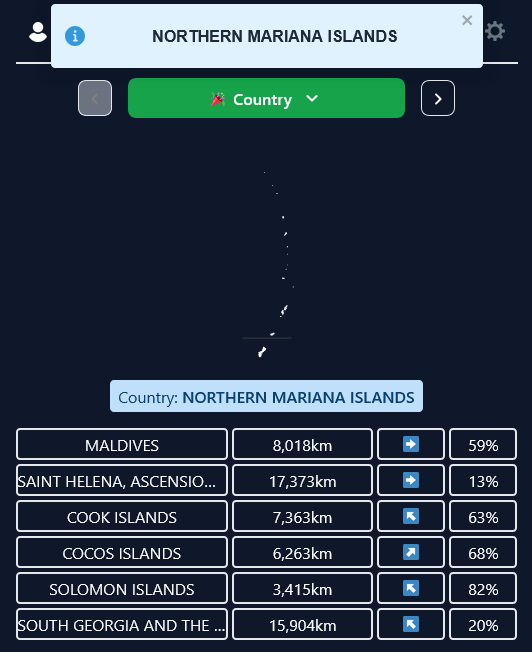 NORTHERN MARIANA ISLANDS
Country
Country: NORTHERN MARIANA ISLANDS
MALDIVES 8,018km ➡️ 59%
SAINT HELENA, ASCENSIO... 17,373km ➡️ 13%
COOK ISLANDS 7,363km ↖️ 63%
COCOS ISLANDS 6,263km ↗️ 68%
SOLOMON ISLANDS 3,415km ↖️ 82%
SOUTH GEORGIA AND THE ... 15,904km ↖️ 20%